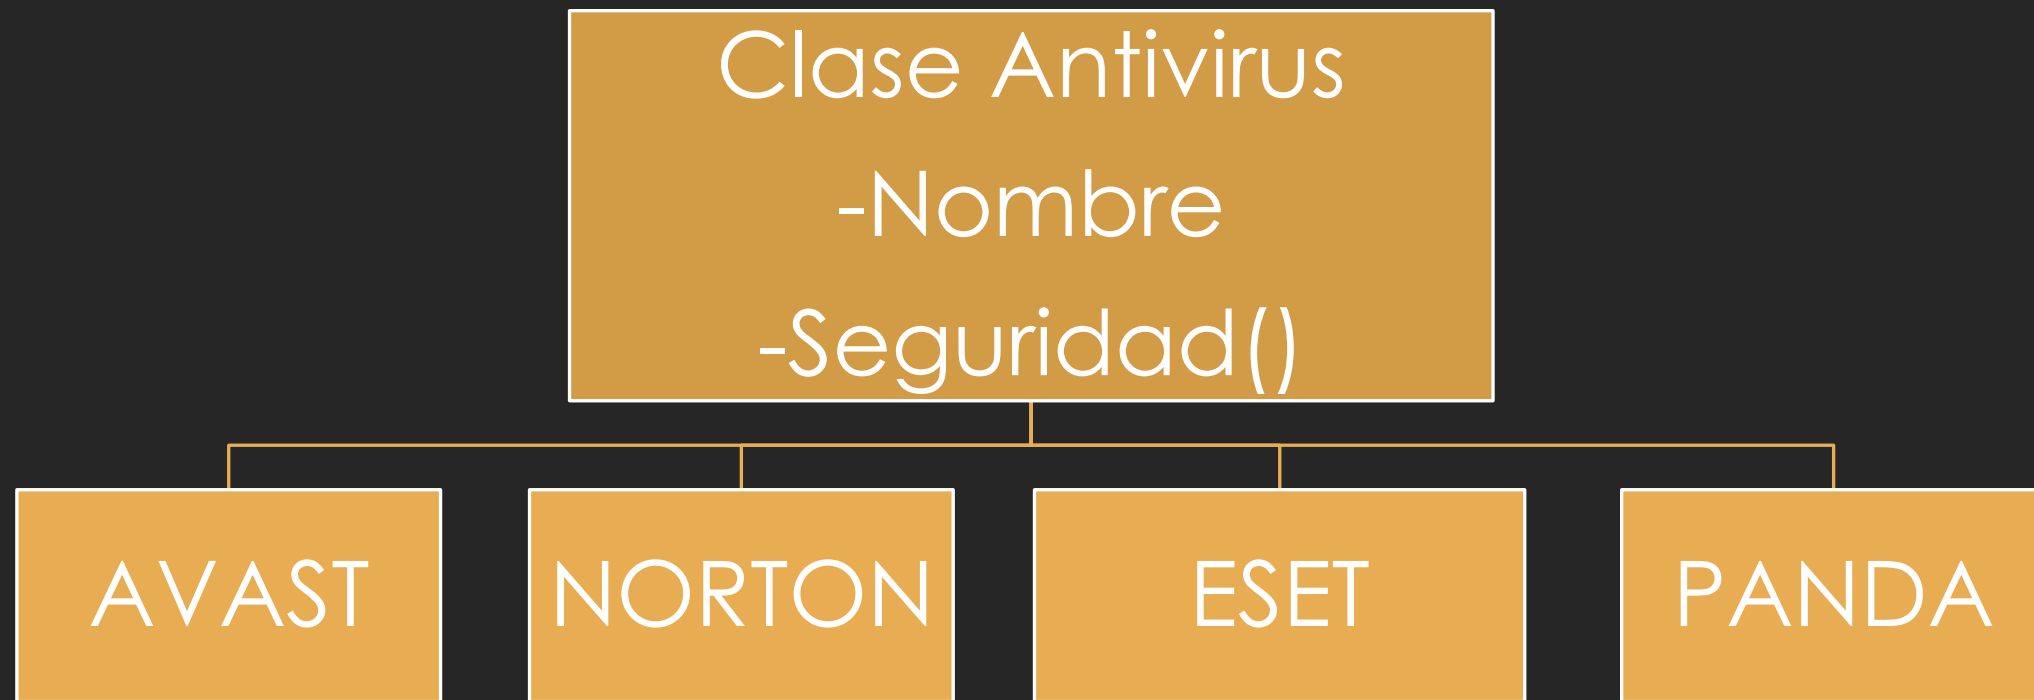 Clase Antivirus
-Nombre
-Seguridad()
AVAST
NORTON
ESET
PANDA